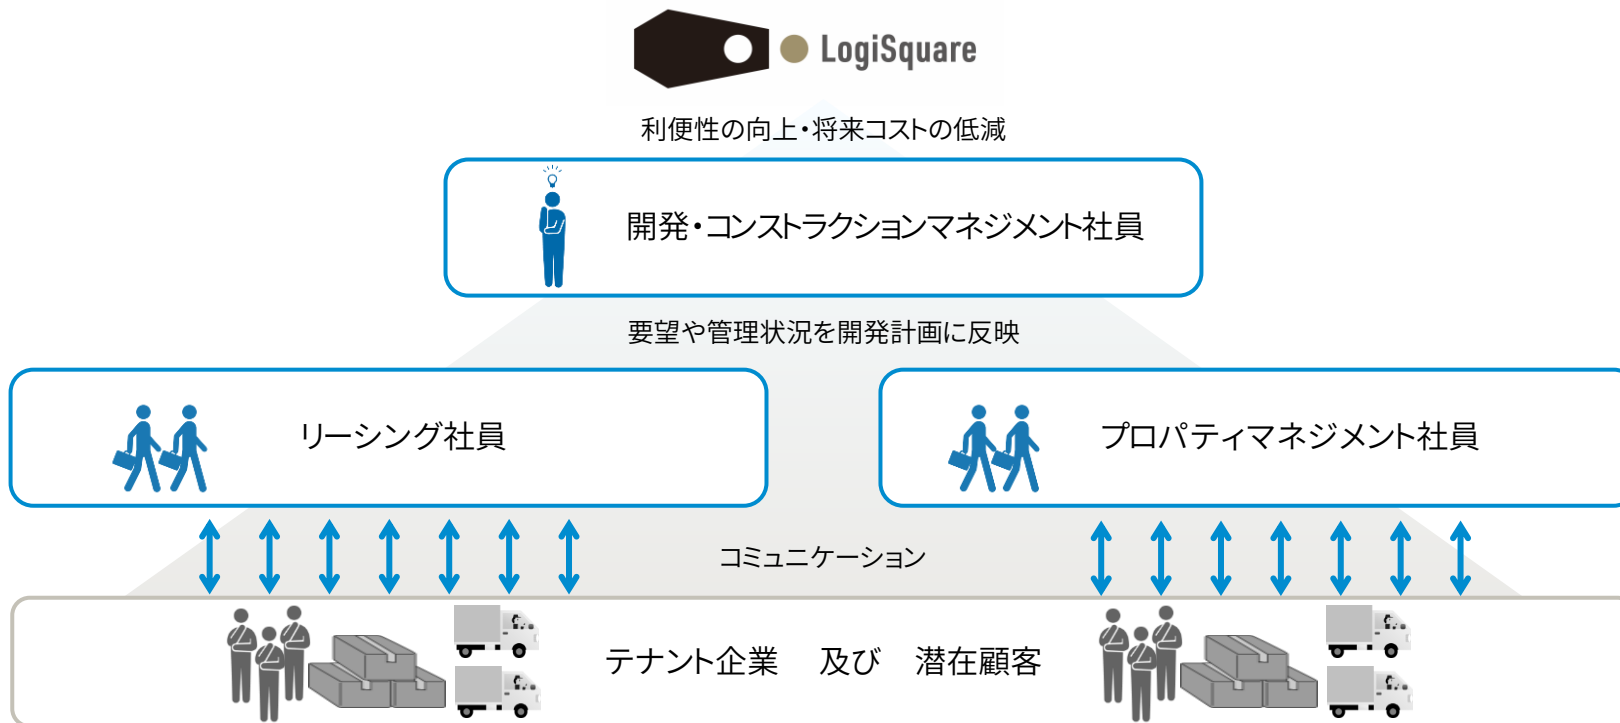 LogiSquare
利便性の向上・将来コストの低減
開発・コンストラクションマネジメント社員
要望や管理状況を開発計画に反映
リーシング社員
プロパティマネジメント社員
コミュニケーション
テナント企業 及び 潜在顧客